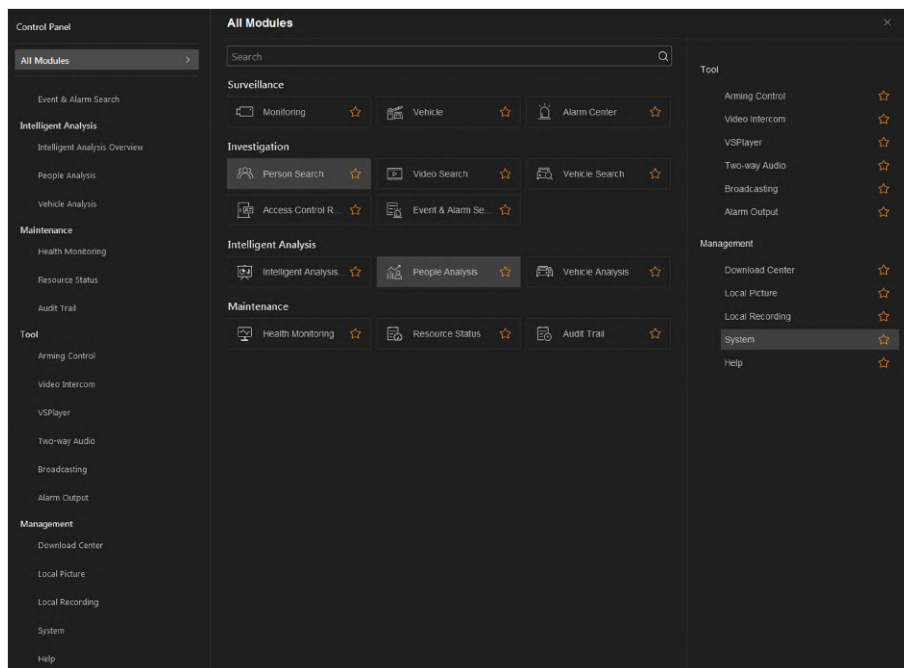 Control Panel
All Modules
Event & Alarm Search
Intelligent Analysis
Intelligent Analysis Overview
People Analysis
Vehicle Analysis
Maintenance
Health Monitoring
Resource Status
Audit Trail
Tool
Arming Control
Video Intercom
VSPlayer
Two-way Audio
Broadcasting
Alarm Output
Management
Download Center
Local Picture
Local Recording
System
Help
All Modules
Search
Surveillance
Monitoring
Vehicle
Alarm Center
Investigation
Person Search
Video Search
Vehicle Search
Access Control R...
Event & Alarm Se...
Intelligent Analysis
Intelligent Analysis...
People Analysis
Vehicle Analysis
Maintenance
Health Monitoring
Resource Status
Audit Trail
Tool
Arming Control
Video Intercom
VSPlayer
Two-way Audio
Broadcasting
Alarm Output
Management
Download Center
Local Picture
Local Recording
System
Help